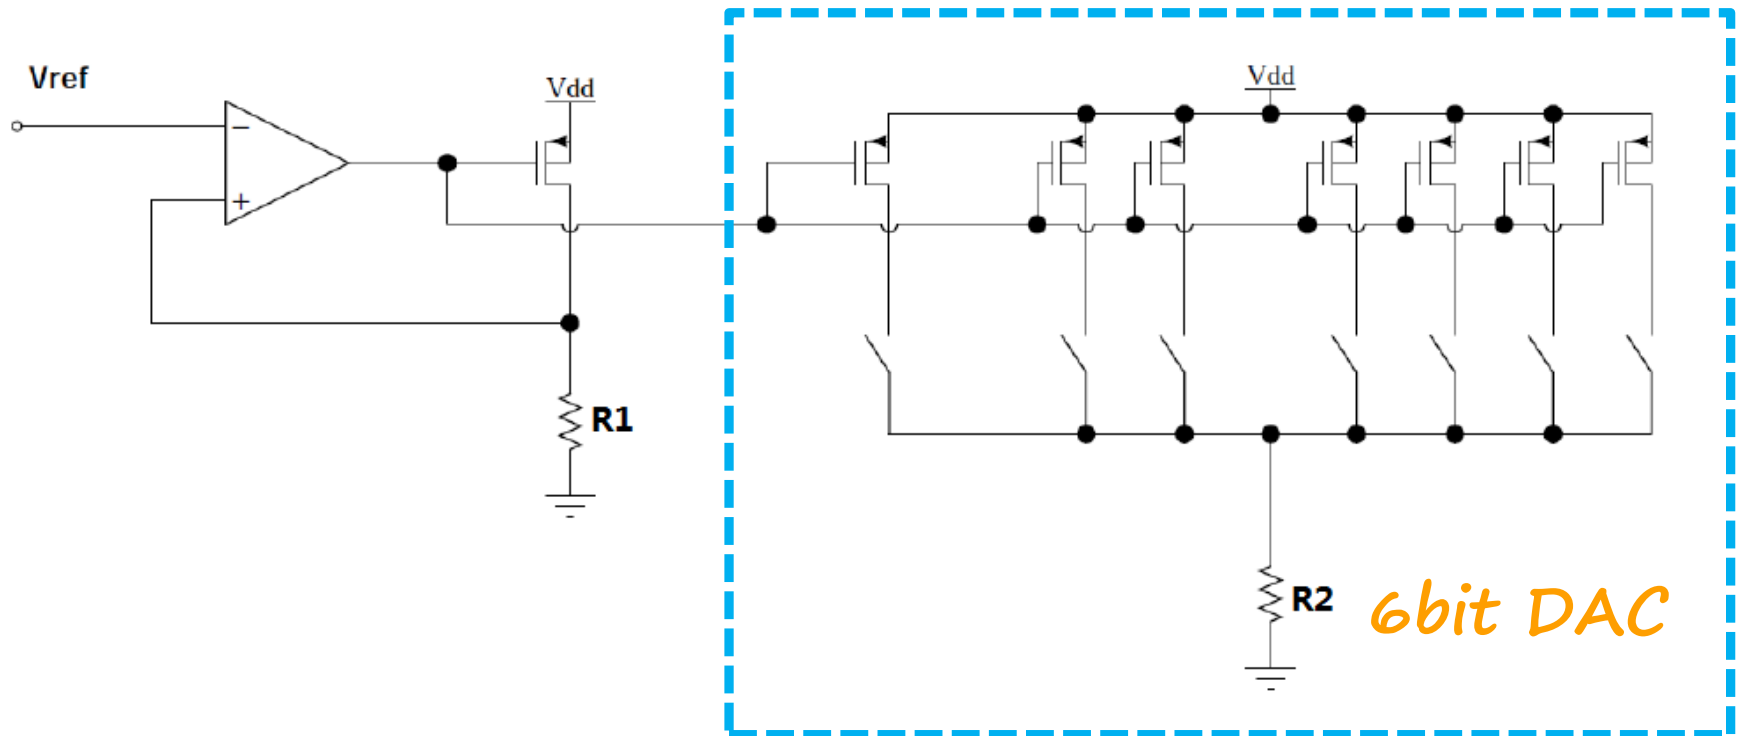 Vref
Vdd
Vdd
−
+
R1
R2
6bit DAC